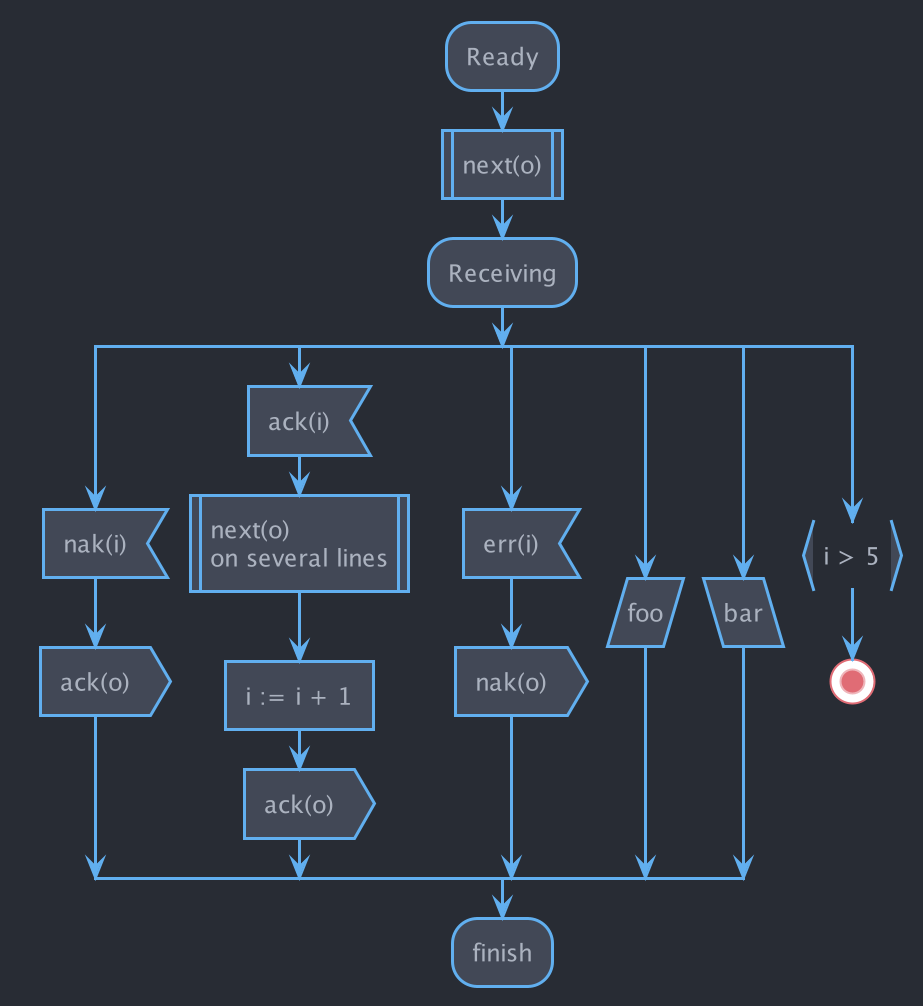 Ready
next(o)
Receiving
ack(i)
nak(i)
next(o)
on several lines
err(i)
i > 5
foo
bar
ack(o)
i := i + 1
nak(o)
ack(o)
finish